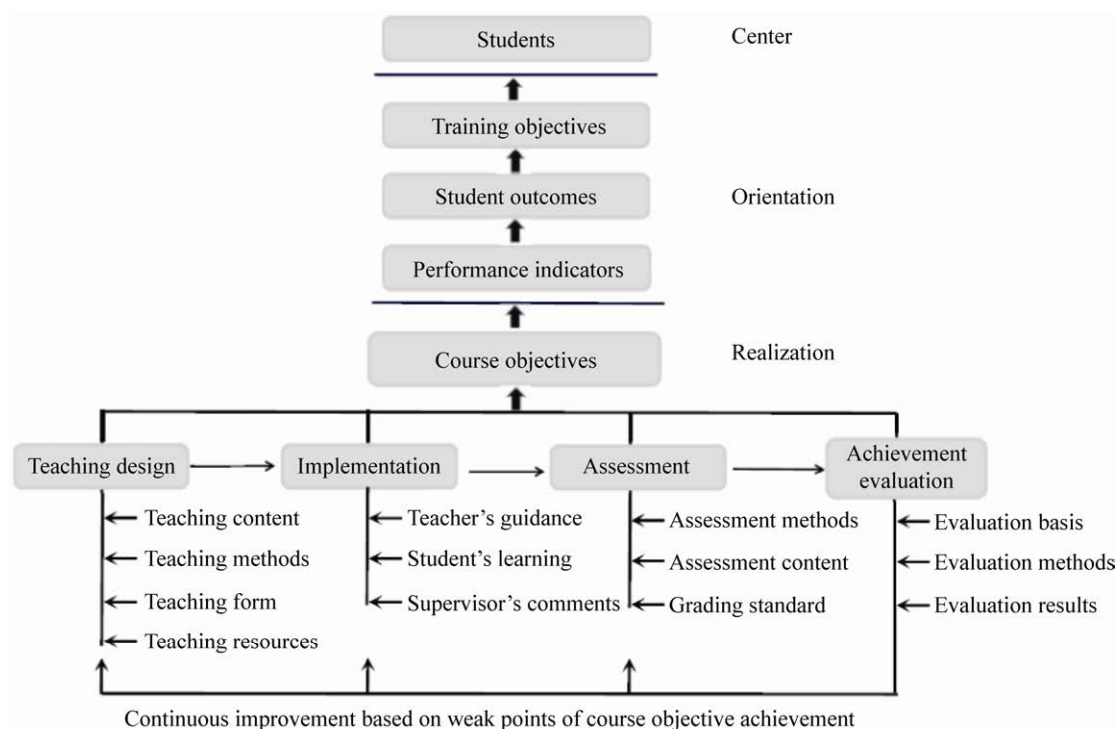 Students
Center
Training objectives
Student outcomes
Orientation
Performance indicators
Course objectives
Realization
Teaching design
Implementation
Assessment
Achievement
evaluation
Teaching content
Teaching methods
Teaching form
Teaching resources
Teacher's guidance
Student's learning
Supervisor's comments
Assessment methods
Assessment content
Grading standard
Evaluation basis
Evaluation methods
Evaluation results
Continuous improvement based on weak points of course objective achievement